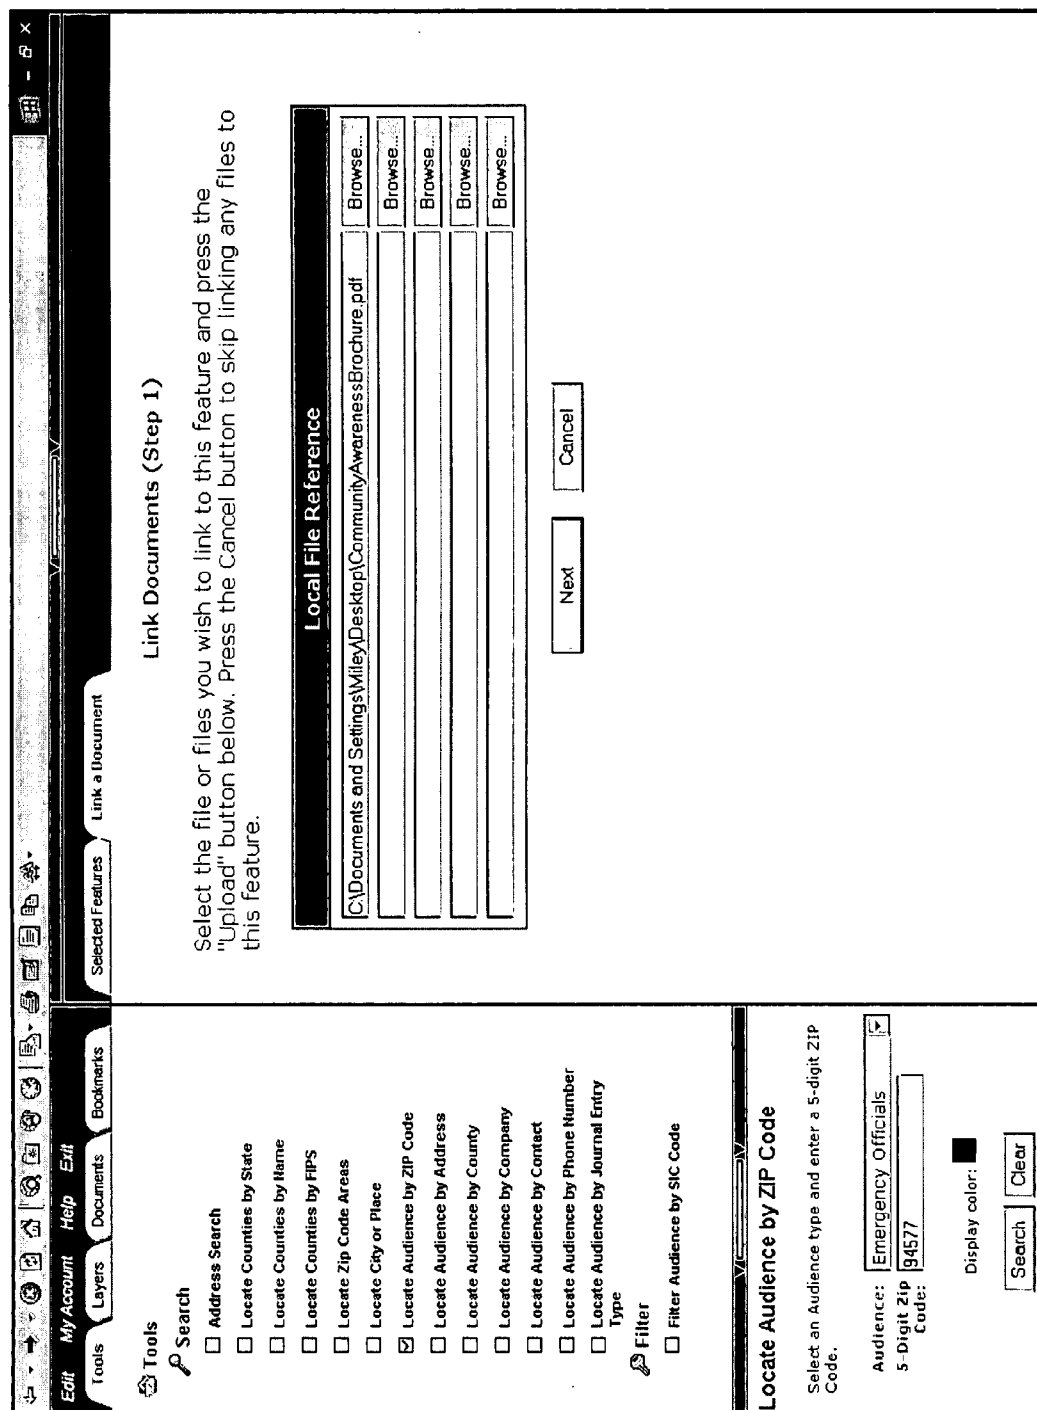 Edit My Account Help Exit
Tools Layers Documents Bookmarks
Tools
Search
Address Search
Locate Counties by State
Locate Counties by Name
Locate Counties by FIPS
Locate Zip Code Areas
Locate City or Place
Locate Audience by ZIP Code
Locate Audience by Address
Locate Audience by County
Locate Audience by Company
Locate Audience by Contact
Locate Audience by Phone Number
Locate Audience by Journal Entry
Type
Filter
Filter Audience by SIC Code
Locate Audience by ZIP Code
Select an Audience type and enter a 5-digit ZIP
Code.
Audience: Emergency Officials
5-Digit Zip
Code: 94577
Display color:
Search Clear
Selected Features Link a Document
Link Documents (Step 1)
Select the file or files you wish to link to this feature and press the
"Upload" button below. Press the Cancel button to skip linking any files to
this feature.
Local File Reference
C:\Documents and Settings\Miley\Desktop\CommunityAwarenessBrochure.pdf Browse...
Browse...
Browse...
Browse...
Browse...
Next Cancel